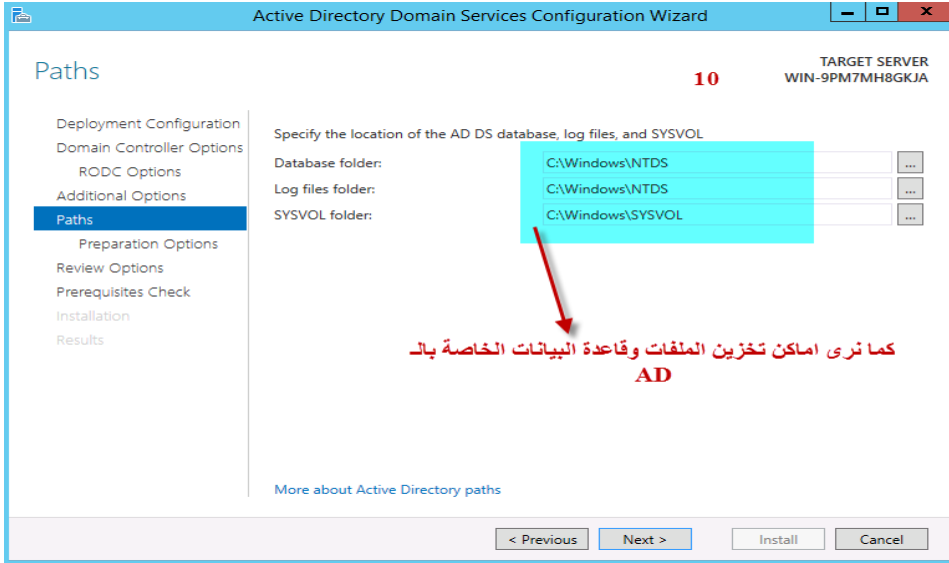 Active Directory Domain Services Configuration Wizard
Paths
10
TARGET SERVER
WIN-9PM7MH8GKJA
Deployment Configuration
Domain Controller Options
RODC Options
Additional Options
Paths
Preparation Options
Review Options
Prerequisites Check
Installation
Results
Specify the location of the AD DS database, log files, and SYSVOL
Database folder: C:\Windows\NTDS ...
Log files folder: C:\Windows\NTDS ...
SYSVOL folder: C:\Windows\SYSVOL ...
كما نرى اماكن تخزين الملفات وقاعدة البيانات الخاصة بالـ
AD
More about Active Directory paths
< Previous Next > Install Cancel